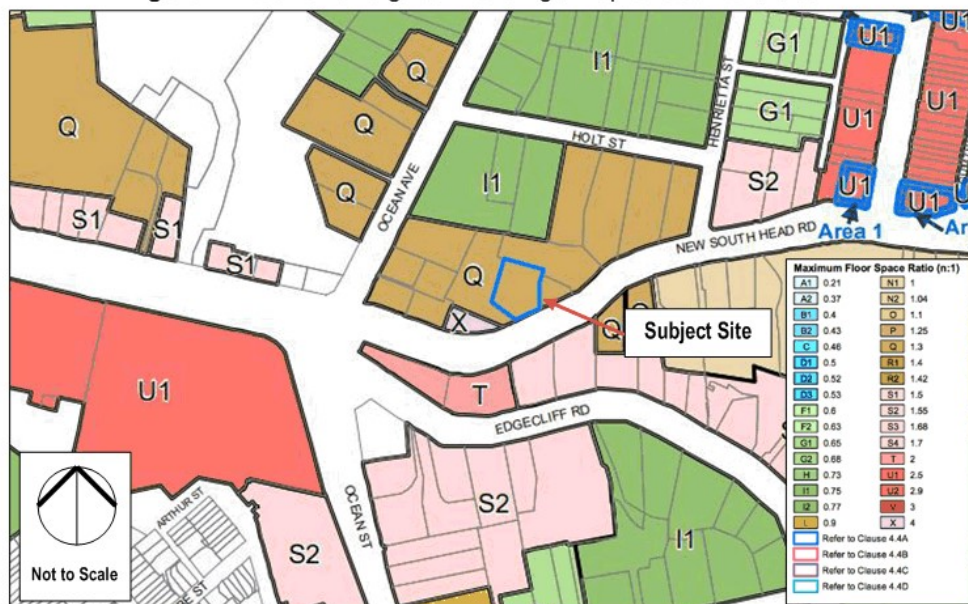 Q
I1
G1
U1
U1
HENRIETTA ST
Q
Q
HOLT ST
G1
U1
U1
OCEAN AVE
I1
S2
U1
U1
Q
Area 1
S1
S1
NEW SOUTH HEAD RD
S1
Q
X
Q
Subject Site
U1
T
EDGECLIFF RD
OCEAN ST
S2
I1
ARTHUR ST
S2
Not to Scale
Maximum Floor Space Ratio (n:1)
A1 0.21
A2 0.37
B1 0.4
B2 0.43
C 0.46
D1 0.5
D2 0.52
D3 0.53
F1 0.6
F2 0.63
G1 0.65
G2 0.68
H 0.73
I1 0.75
I2 0.77
L 0.9
N1 1
N2 1.04
O 1.1
P 1.25
Q 1.3
R1 1.4
R2 1.42
S1 1.5
S2 1.55
S3 1.68
S4 1.7
T 2
U1 2.5
U2 2.9
V 3
X 4
Refer to Clause 4.4A
Refer to Clause 4.4B
Refer to Clause 4.4C
Refer to Clause 4.4D